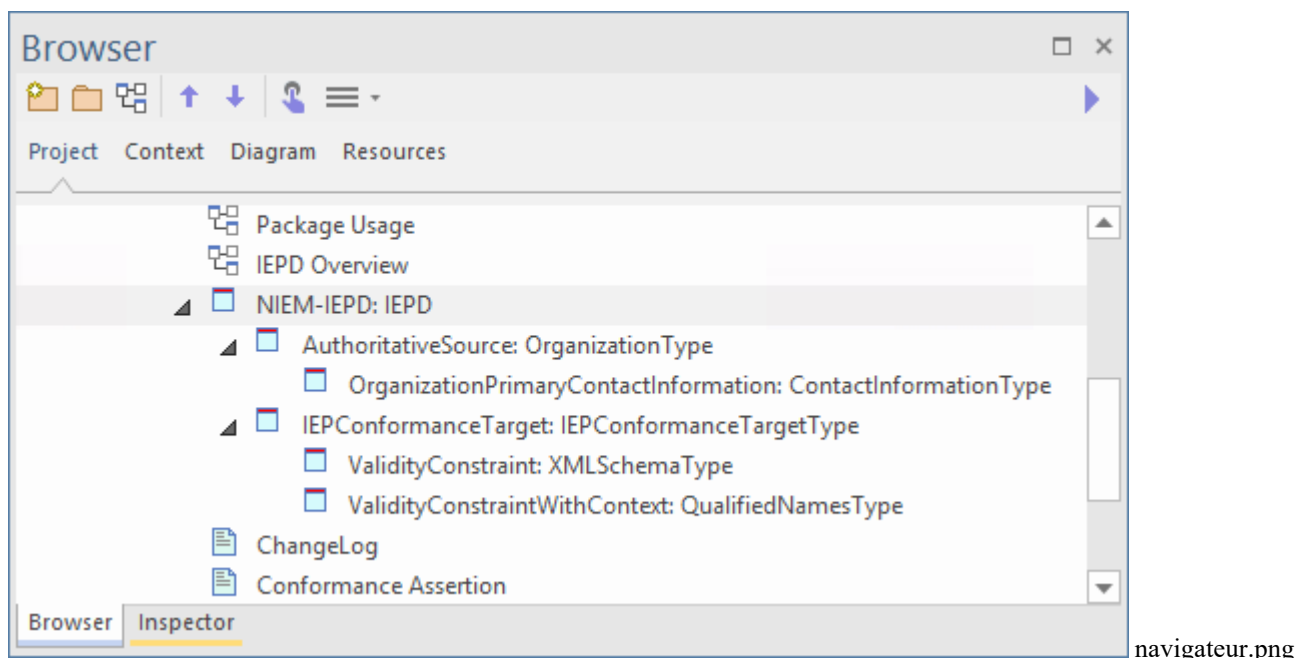 Browser
Project Context Diagram Resources
Package Usage
IEPD Overview
NIEM-IEPD: IEPD
AuthoritativeSource: OrganizationType
OrganizationPrimaryContactInformation: ContactInformationType
IEPConformanceTarget: IEPConformanceTargetType
ValidityConstraint: XMLSchemaType
ValidityConstraintWithContext: QualifiedNamesType
ChangeLog
Conformance Assertion
Browser Inspector
navigateur.png